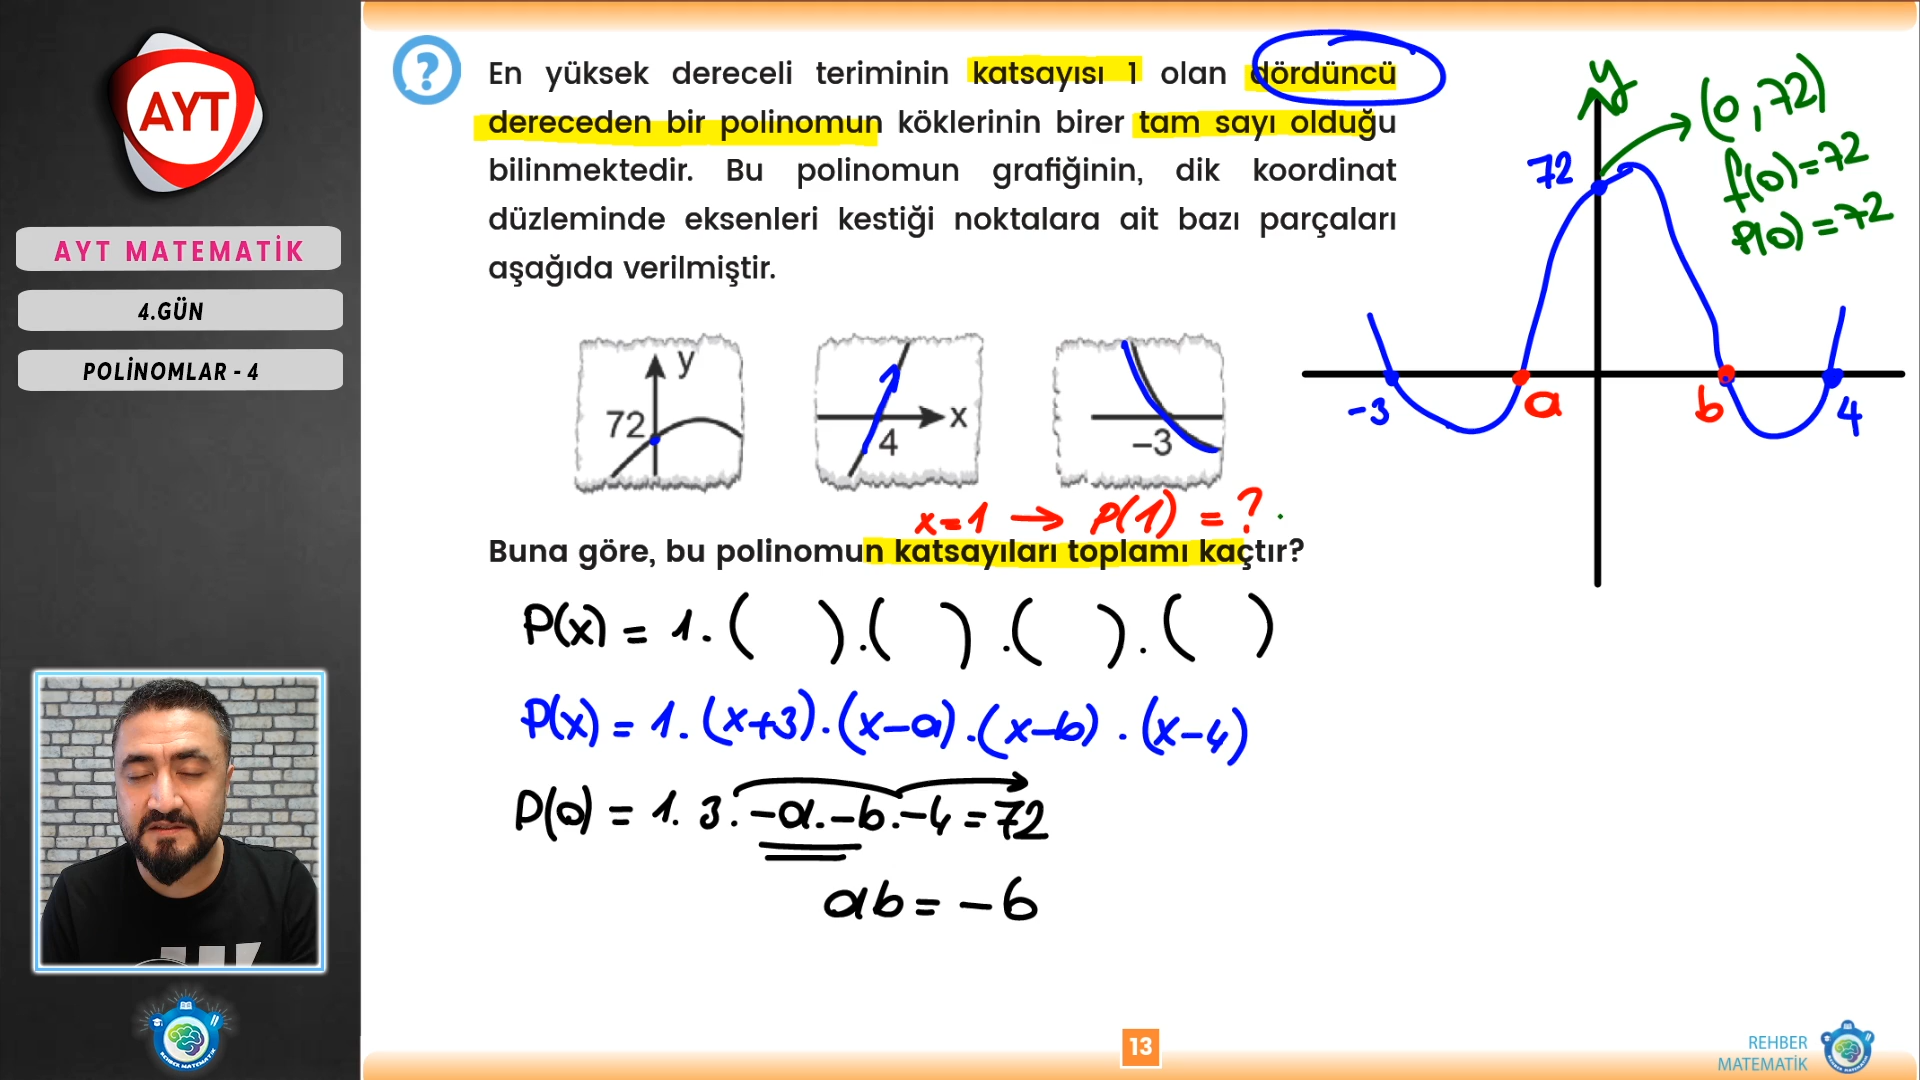 AYT
AYT MATEMATİK
4.GÜN
POLİNOMLAR - 4
En yüksek dereceli teriminin katsayısı 1 olan dördüncü
dereceden bir polinomun köklerinin birer tam sayı olduğu
bilinmektedir. Bu polinomun grafiğinin, dik koordinat
düzleminde eksenleri kestiği noktalara ait bazı parçaları
aşağıda verilmiştir.
y
72
x
4
-3
x=1 → P(1) = ?
Buna göre, bu polinomun katsayıları toplamı kaçtır?
P(x) = 1.( ).( ).( ).( )
P(x) = 1.(x+3).(x-a).(x-b).(x-4)
P(0) = 1.3.-a.-b.-4=72
ab=-6
y
(0,72)
72
f(0)=72
P(0)=72
-3
a
b
4
13
REHBER
MATEMATİK